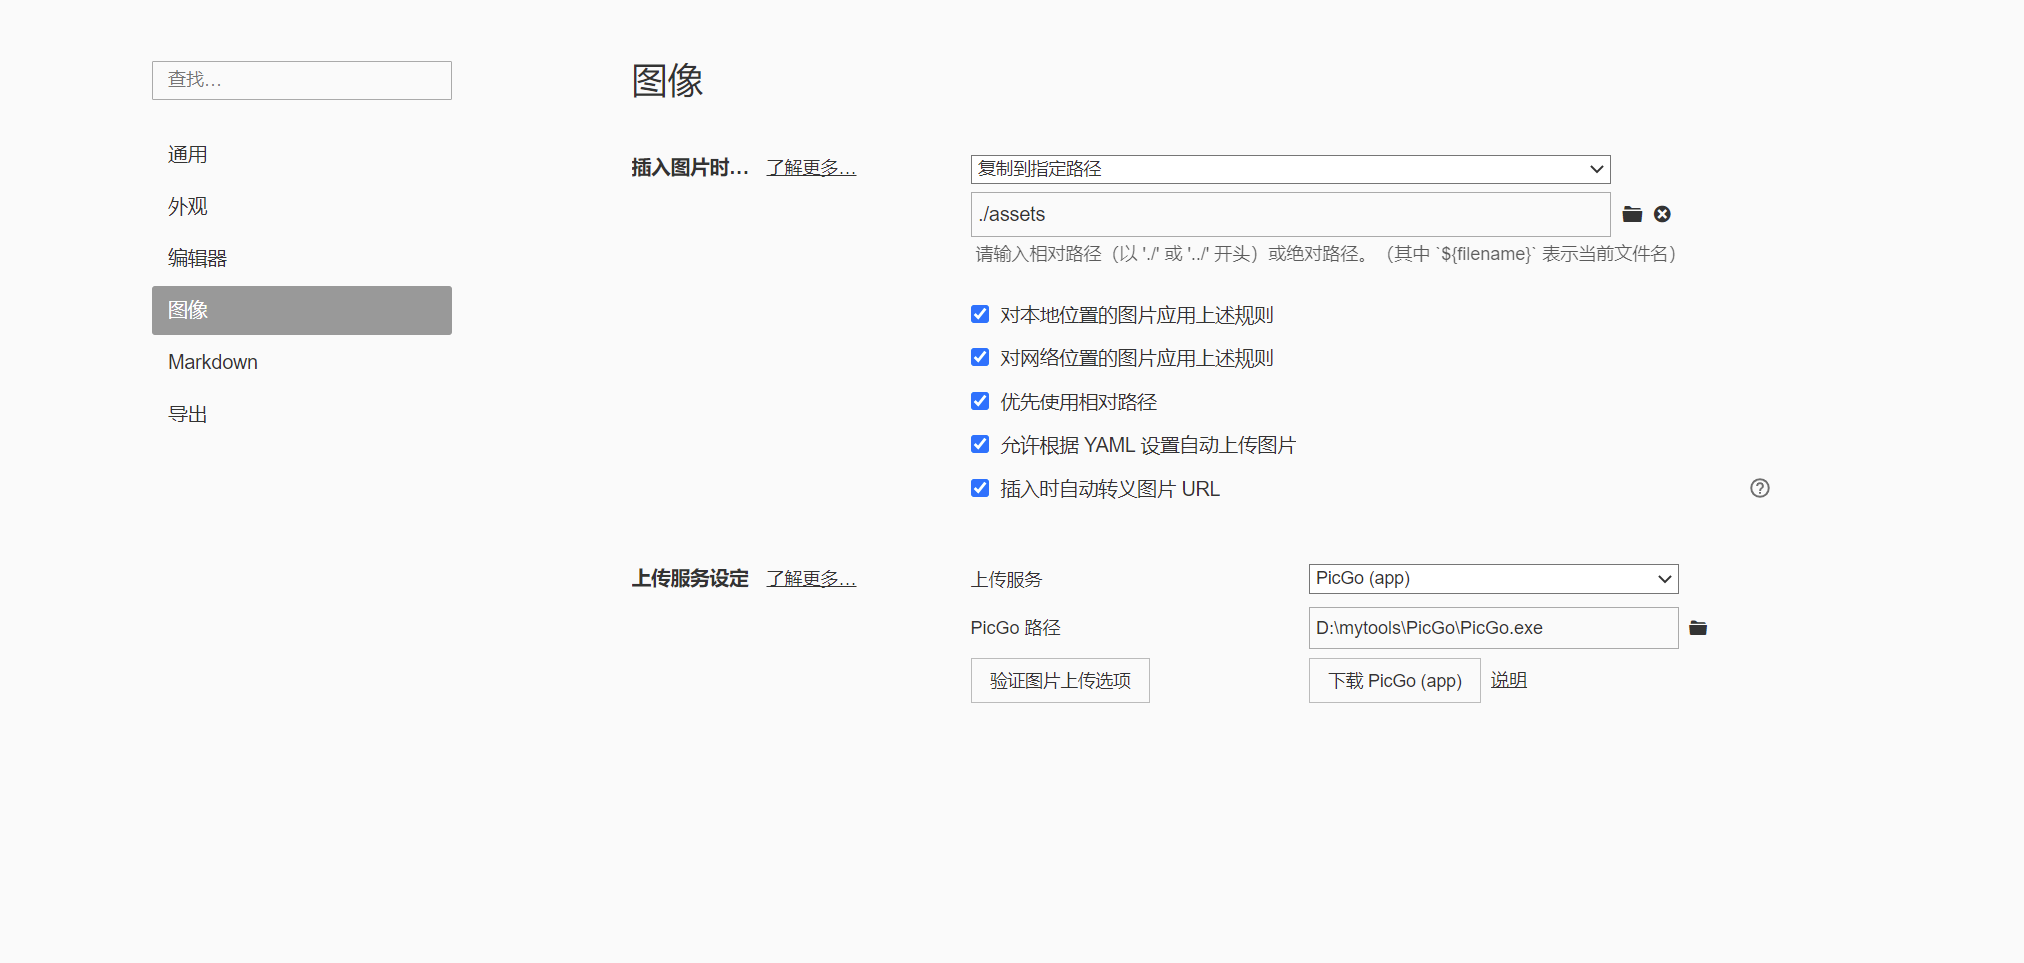 查找…
通用
外观
编辑器
图像
Markdown
导出
图像
插入图片时… 了解更多…
复制到指定路径
./assets
请输入相对路径（以 './' 或 '../' 开头）或绝对路径。（其中 `${filename}` 表示当前文件名）
对本地位置的图片应用上述规则
对网络位置的图片应用上述规则
优先使用相对路径
允许根据 YAML 设置自动上传图片
插入时自动转义图片 URL
上传服务设定 了解更多…
上传服务 PicGo (app)
PicGo 路径 D:\mytools\PicGo\PicGo.exe
验证图片上传选项 下载 PicGo (app) 说明